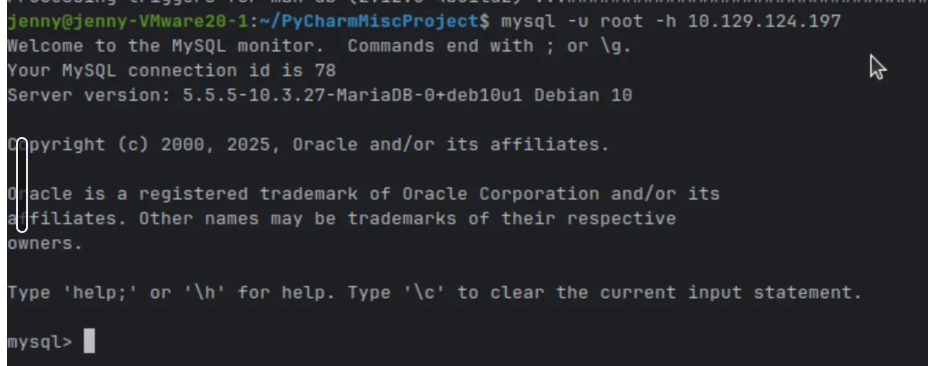 jenny@jenny-VMware20-1:~/PyCharmMiscProject$ mysql -u root -h 10.129.124.197
Welcome to the MySQL monitor.  Commands end with ; or \g.
Your MySQL connection id is 78
Server version: 5.5.5-10.3.27-MariaDB-0+deb10u1 Debian 10
Copyright (c) 2000, 2025, Oracle and/or its affiliates.
Oracle is a registered trademark of Oracle Corporation and/or its
affiliates. Other names may be trademarks of their respective
owners.
Type 'help;' or '\h' for help. Type '\c' to clear the current input statement.
mysql>